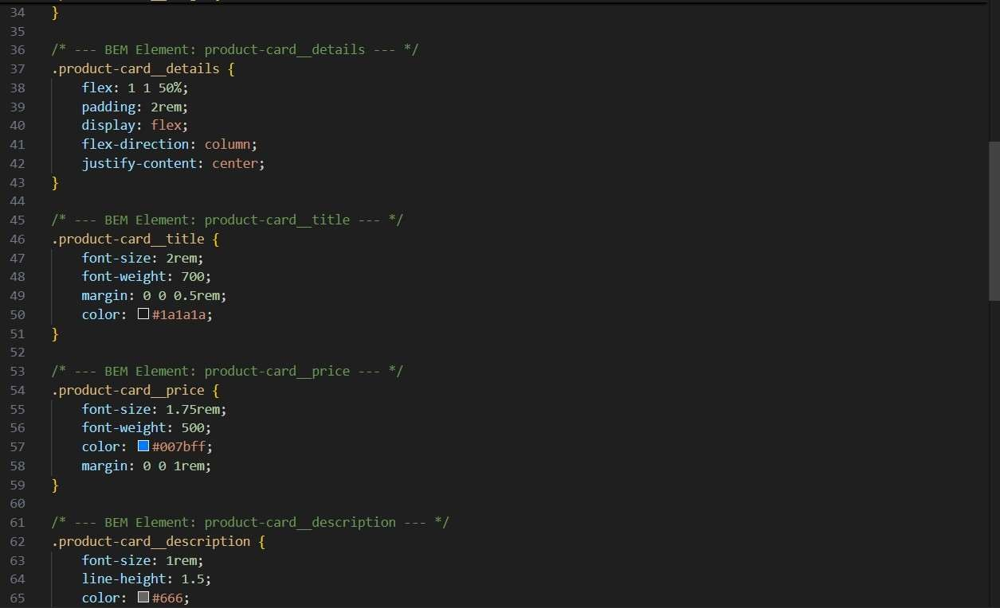 34 }
35
36 /* --- BEM Element: product-card__details --- */
37 .product-card__details {
38     flex: 1 1 50%;
39     padding: 2rem;
40     display: flex;
41     flex-direction: column;
42     justify-content: center;
43 }
44
45 /* --- BEM Element: product-card__title --- */
46 .product-card__title {
47     font-size: 2rem;
48     font-weight: 700;
49     margin: 0 0 0.5rem;
50     color: #1a1a1a;
51 }
52
53 /* --- BEM Element: product-card__price --- */
54 .product-card__price {
55     font-size: 1.75rem;
56     font-weight: 500;
57     color: #007bff;
58     margin: 0 0 1rem;
59 }
60
61 /* --- BEM Element: product-card__description --- */
62 .product-card__description {
63     font-size: 1rem;
64     line-height: 1.5;
65     color: #666;